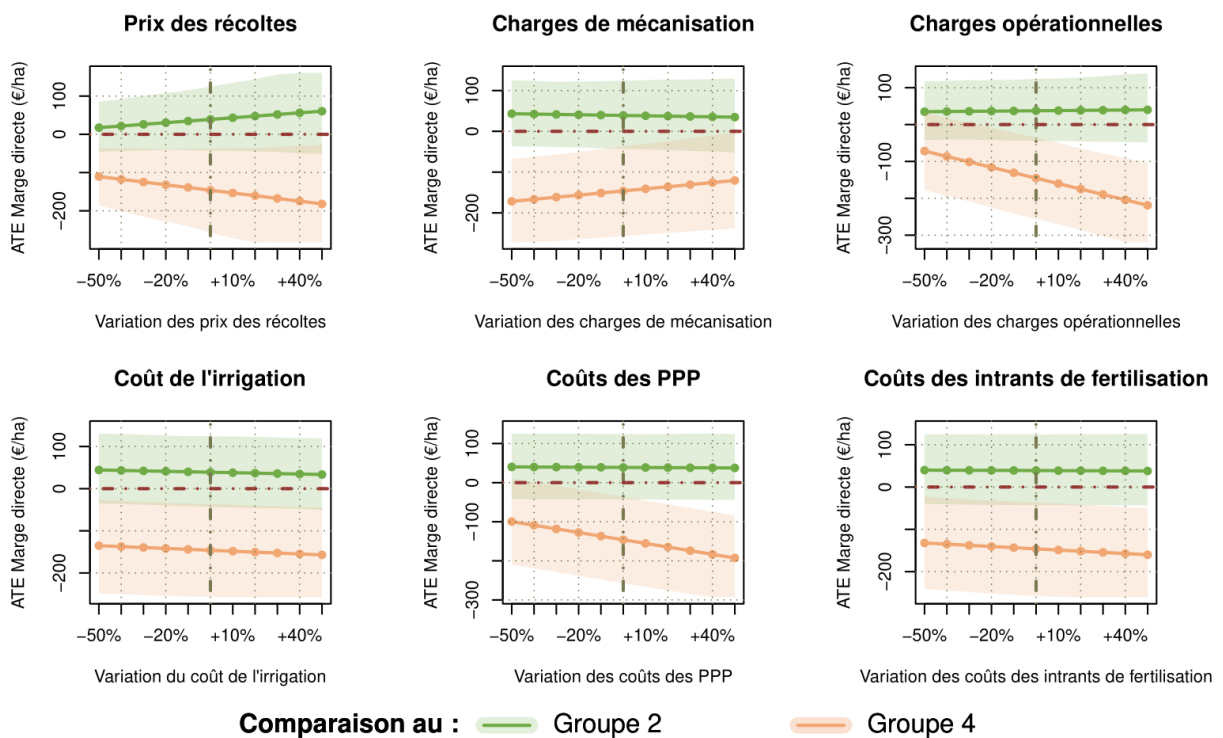 Prix des récoltes
ATE Marge directe (€/ha)
100
0
−200
−50%
−20%
+10%
+40%
Variation des prix des récoltes
Charges de mécanisation
ATE Marge directe (€/ha)
100
0
−200
−50%
−20%
+10%
+40%
Variation des charges de mécanisation
Charges opérationnelles
ATE Marge directe (€/ha)
100
−100
−300
−50%
−20%
+10%
+40%
Variation des charges opérationnelles
Coût de l'irrigation
ATE Marge directe (€/ha)
100
0
−200
−50%
−20%
+10%
+40%
Variation du coût de l'irrigation
Coûts des PPP
ATE Marge directe (€/ha)
100
0
−100
−300
−50%
−20%
+10%
+40%
Variation des coûts des PPP
Coûts des intrants de fertilisation
ATE Marge directe (€/ha)
100
0
−200
−50%
−20%
+10%
+40%
Variation des coûts des intrants de fertilisation
Comparaison au : Groupe 2 Groupe 4